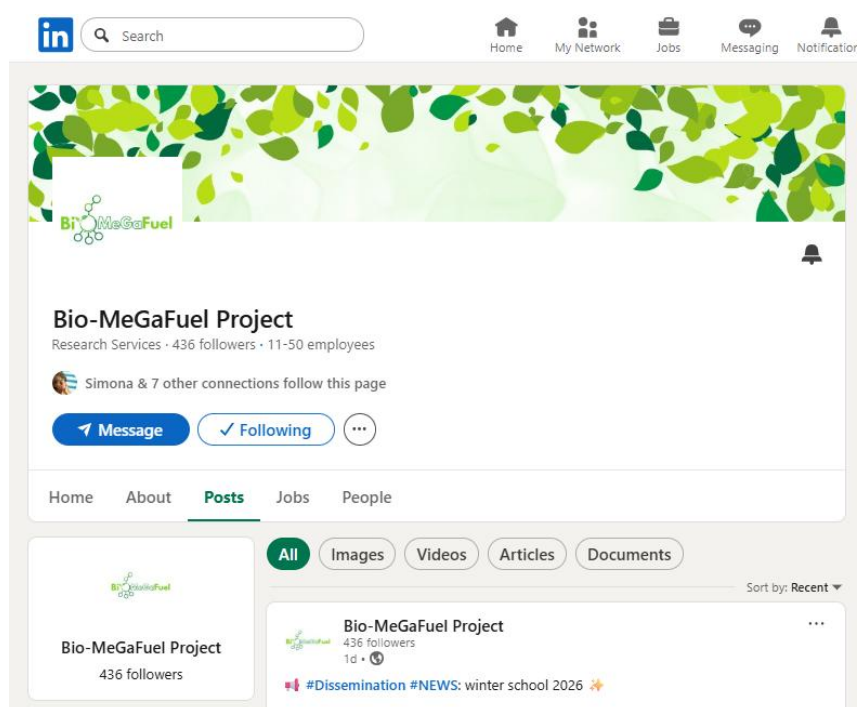 in Search
Home My Network Jobs Messaging Notification
BioMeGaFuel
Bio-MeGaFuel Project
Research Services · 436 followers · 11-50 employees
Simona & 7 other connections follow this page
Message Following
Home About Posts Jobs People
All Images Videos Articles Documents
Sort by: Recent
BioMeGaFuel
Bio-MeGaFuel Project
436 followers
BioMeGaFuel
Bio-MeGaFuel Project
436 followers
1d •
#Dissemination #NEWS: winter school 2026